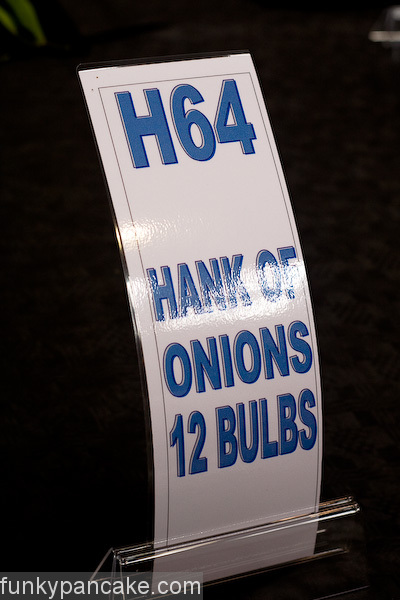 H64
HANK OF
ONIONS
12 BULBS
funkypancake.com